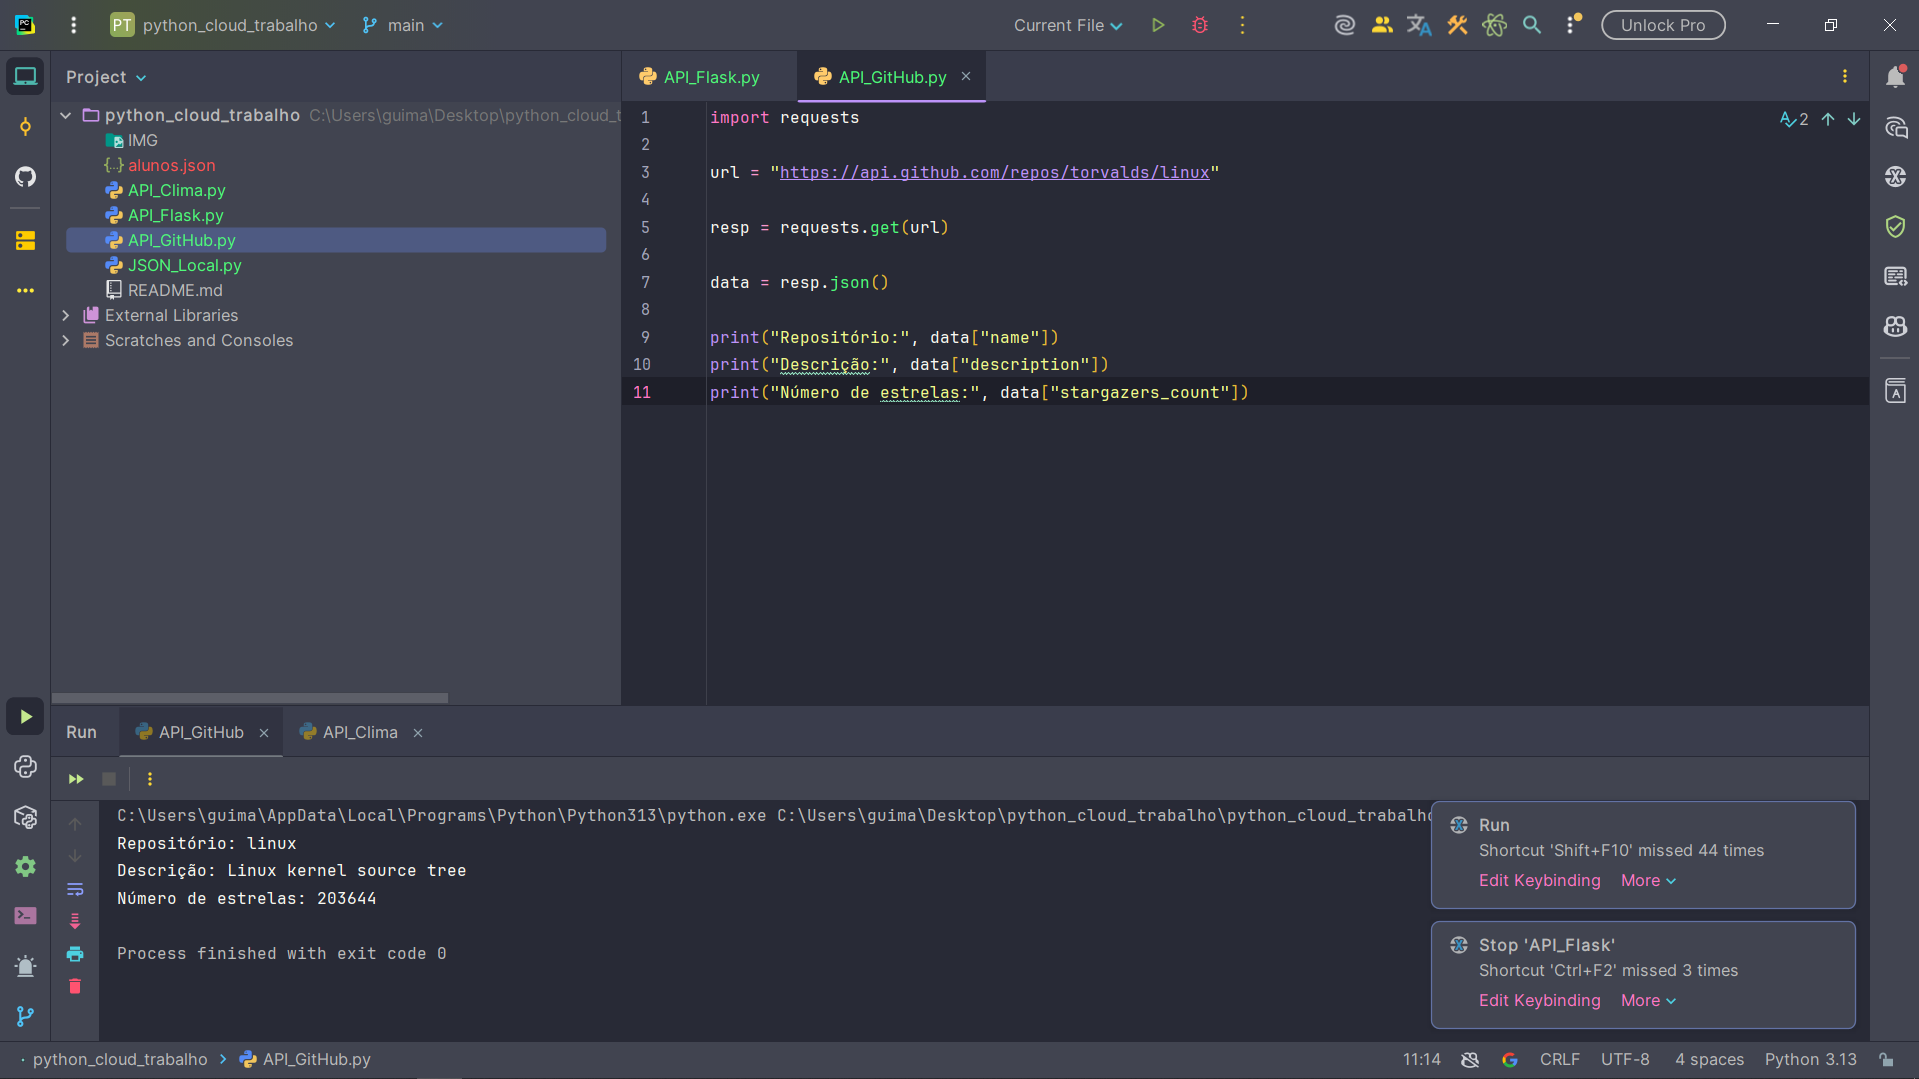 PT python_cloud_trabalho main Current File Unlock Pro
Project
python_cloud_trabalho C:\Users\guima\Desktop\python_cloud_t
IMG
alunos.json
API_Clima.py
API_Flask.py
API_GitHub.py
JSON_Local.py
README.md
External Libraries
Scratches and Consoles
API_Flask.py API_GitHub.py
2
1 import requests
2
3 url = "https://api.github.com/repos/torvalds/linux"
4
5 resp = requests.get(url)
6
7 data = resp.json()
8
9 print("Repositório:", data["name"])
10 print("Descrição:", data["description"])
11 print("Número de estrelas:", data["stargazers_count"])
Run API_GitHub API_Clima
C:\Users\guima\AppData\Local\Programs\Python\Python313\python.exe C:\Users\guima\Desktop\python_cloud_trabalho\python_cloud_trabalho
Repositório: linux
Descrição: Linux kernel source tree
Número de estrelas: 203644
Process finished with exit code 0
Run
Shortcut 'Shift+F10' missed 44 times
Edit Keybinding More
Stop 'API_Flask'
Shortcut 'Ctrl+F2' missed 3 times
Edit Keybinding More
python_cloud_trabalho API_GitHub.py 11:14 CRLF UTF-8 4 spaces Python 3.13